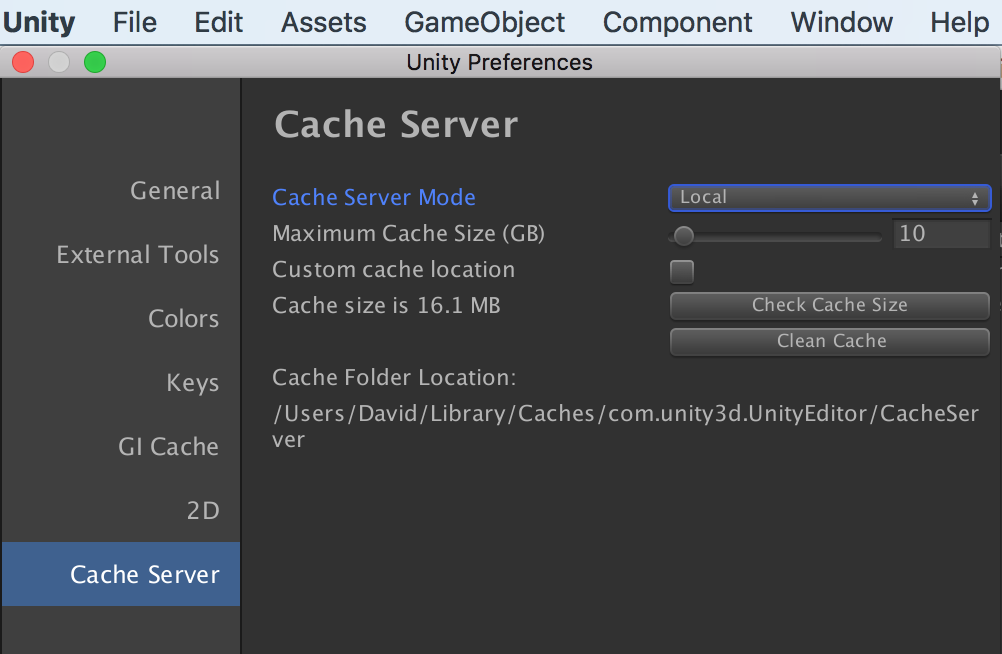 Unity File Edit Assets GameObject Component Window Help
Unity Preferences
General
External Tools
Colors
Keys
GI Cache
2D
Cache Server
Cache Server
Cache Server Mode Local
Maximum Cache Size (GB) 10
Custom cache location
Cache size is 16.1 MB Check Cache Size
Clean Cache
Cache Folder Location:
/Users/David/Library/Caches/com.unity3d.UnityEditor/CacheSer
ver